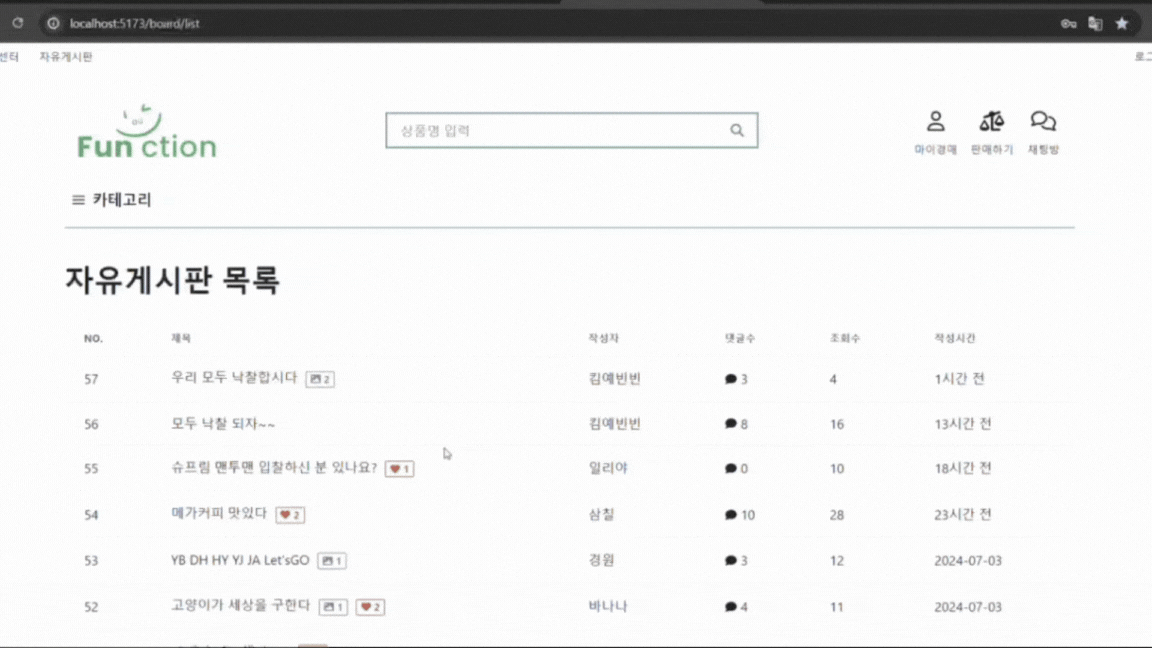 localhost:5173/board/list
센터 자유게시판 로그
Function
상품명 입력
마이경매 판매하기 채팅방
카테고리
자유게시판 목록
NO. 제목 작성자 댓글수 조회수 작성시간
57 우리 모두 낙찰합시다 2 김예빈빈 3 4 1시간 전
56 모두 낙찰 되자~~ 김예빈빈 8 16 13시간 전
55 슈프림 맨투맨 입찰하신 분 있나요? 1 일리야 0 10 18시간 전
54 메가커피 맛있다 2 삼칠 10 28 23시간 전
53 YB DH HY YJ JA Let'sGO 1 경원 3 12 2024-07-03
52 고양이가 세상을 구한다 1 2 바나나 4 11 2024-07-03